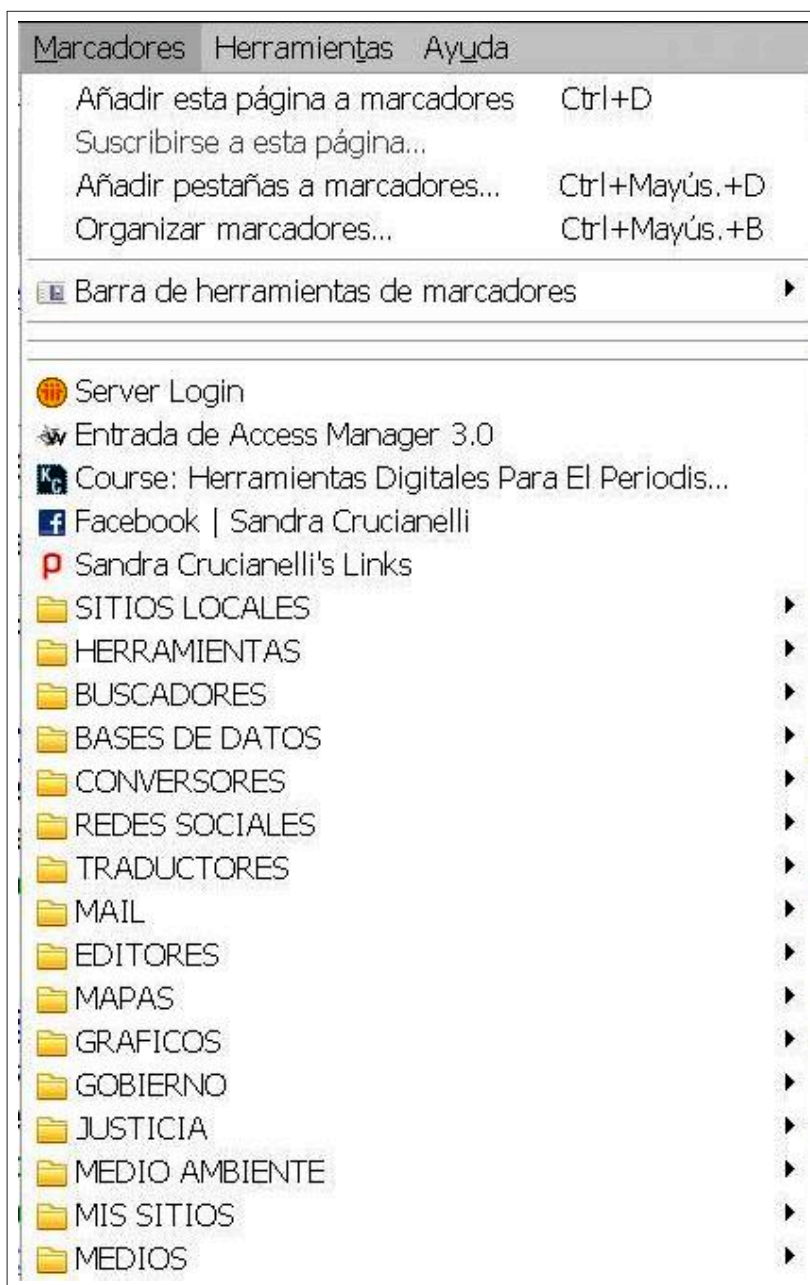 Marcadores Herramientas Ayuda
Añadir esta página a marcadores Ctrl+D
Suscribirse a esta página...
Añadir pestañas a marcadores... Ctrl+Mayús.+D
Organizar marcadores... Ctrl+Mayús.+B
Barra de herramientas de marcadores
Server Login
Entrada de Access Manager 3.0
Course: Herramientas Digitales Para El Periodis...
Facebook | Sandra Crucianelli
Sandra Crucianelli's Links
SITIOS LOCALES
HERRAMIENTAS
BUSCADORES
BASES DE DATOS
CONVERSORES
REDES SOCIALES
TRADUCTORES
MAIL
EDITORES
MAPAS
GRAFICOS
GOBIERNO
JUSTICIA
MEDIO AMBIENTE
MIS SITIOS
MEDIOS